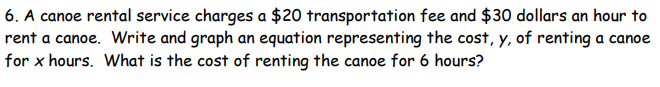 6. A canoe rental service charges a $20 transportation fee and $30 dollars an hour to
rent a canoe. Write and graph an equation representing the cost, y, of renting a canoe
for x hours. What is the cost of renting the canoe for 6 hours?